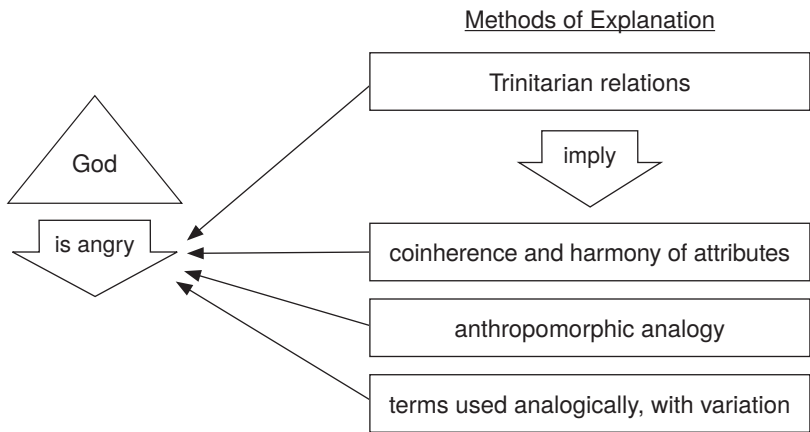 Methods of Explanation
Trinitarian relations
imply
God
is angry
coinherence and harmony of attributes
anthropomorphic analogy
terms used analogically, with variation